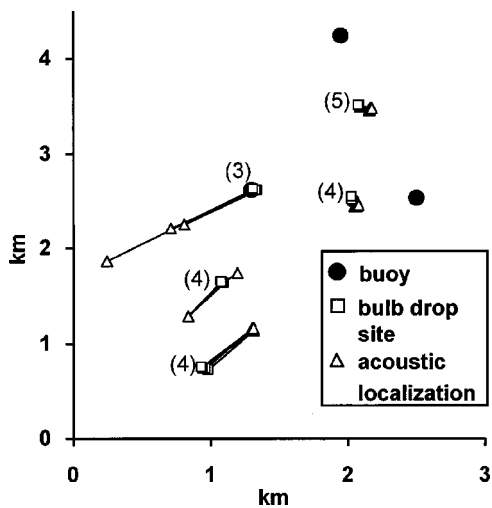 4
(5)
3
(3)
(4)
km
2
(4)
buoy
bulb drop
site
1
(4)
acoustic
localization
0
0
1
2
3
km